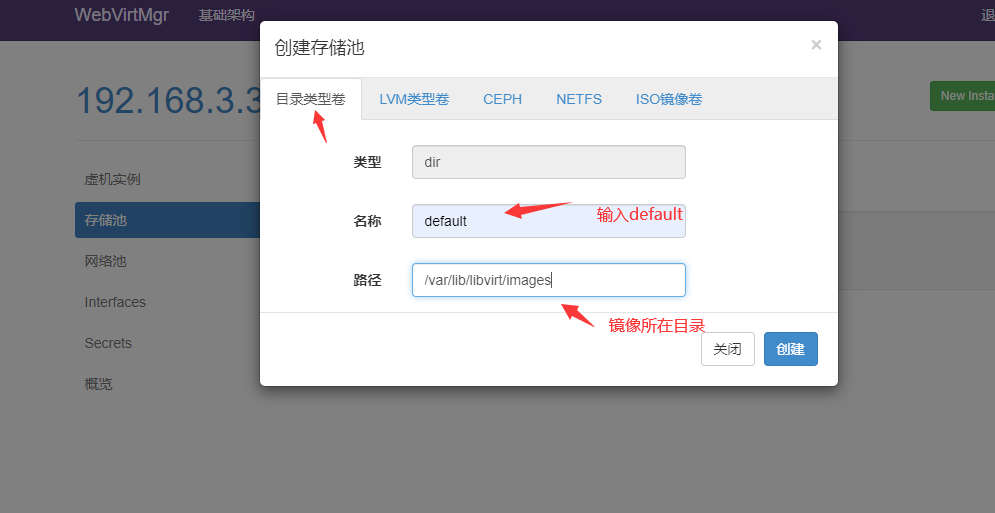 WebVirtMgr 基础架构 退
创建存储池 ×
192.168.3.3
目录类型卷 LVM类型卷 CEPH NETFS ISO镜像卷
New Insta
类型 dir
虚机实例
名称 default 输入default
存储池
网络池
路径 /var/lib/libvirt/images
Interfaces
镜像所在目录
Secrets
关闭 创建
概览